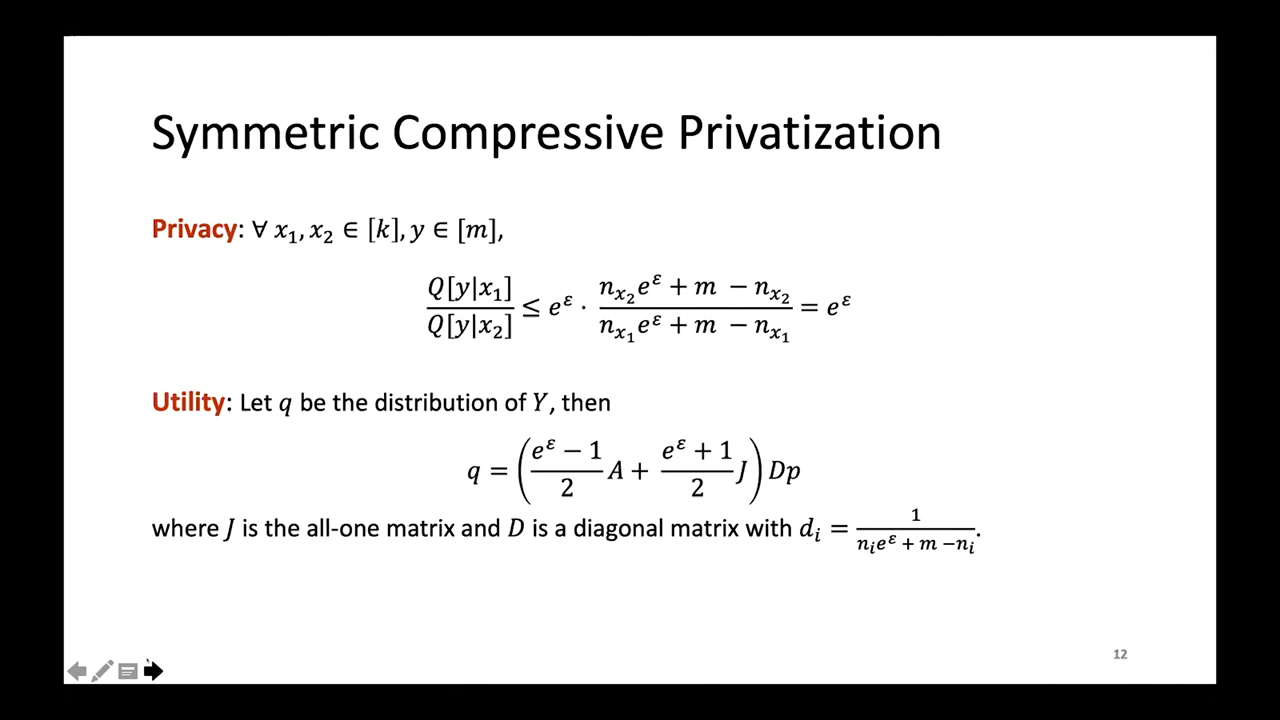 Symmetric Compressive Privatization
Privacy: ∀ x₁, x₂ ∈ [k], y ∈ [m],
Q[y|x₁] / Q[y|x₂] ≤ e^ε · (n_{x₂}e^ε + m − n_{x₂}) / (n_{x₁}e^ε + m − n_{x₁}) = e^ε
Utility: Let q be the distribution of Y, then
q = ((e^ε − 1)/2 A + (e^ε + 1)/2 J) Dp
where J is the all-one matrix and D is a diagonal matrix with d_i = 1/(n_i e^ε + m − n_i).
12